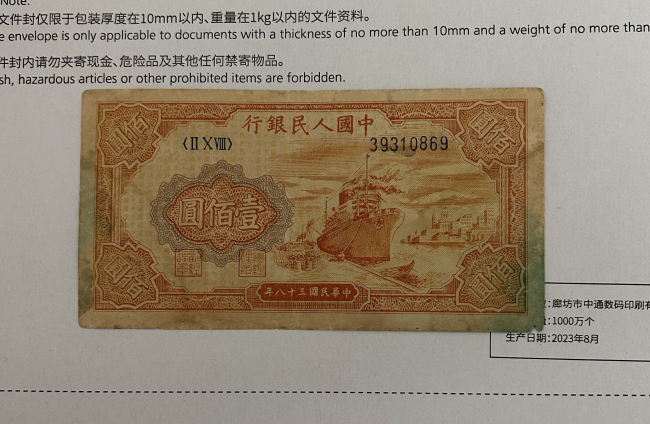 Note.
文件封仅限于包装厚度在10mm以内、重量在1kg以内的文件资料。
e envelope is only applicable to documents with a thickness of no more than 10mm and a weight of no more than
件封内请勿夹寄现金、危险品及其他任何禁寄物品。
sh, hazardous articles or other prohibited items are forbidden.
行銀民人國中
〈ⅡⅩⅧ〉
39310869
圓佰壹
圓
佰
圓
佰
年八十三國民華中
:廊坊市中通数码印刷有
:1000万个
生产日期:2023年8月